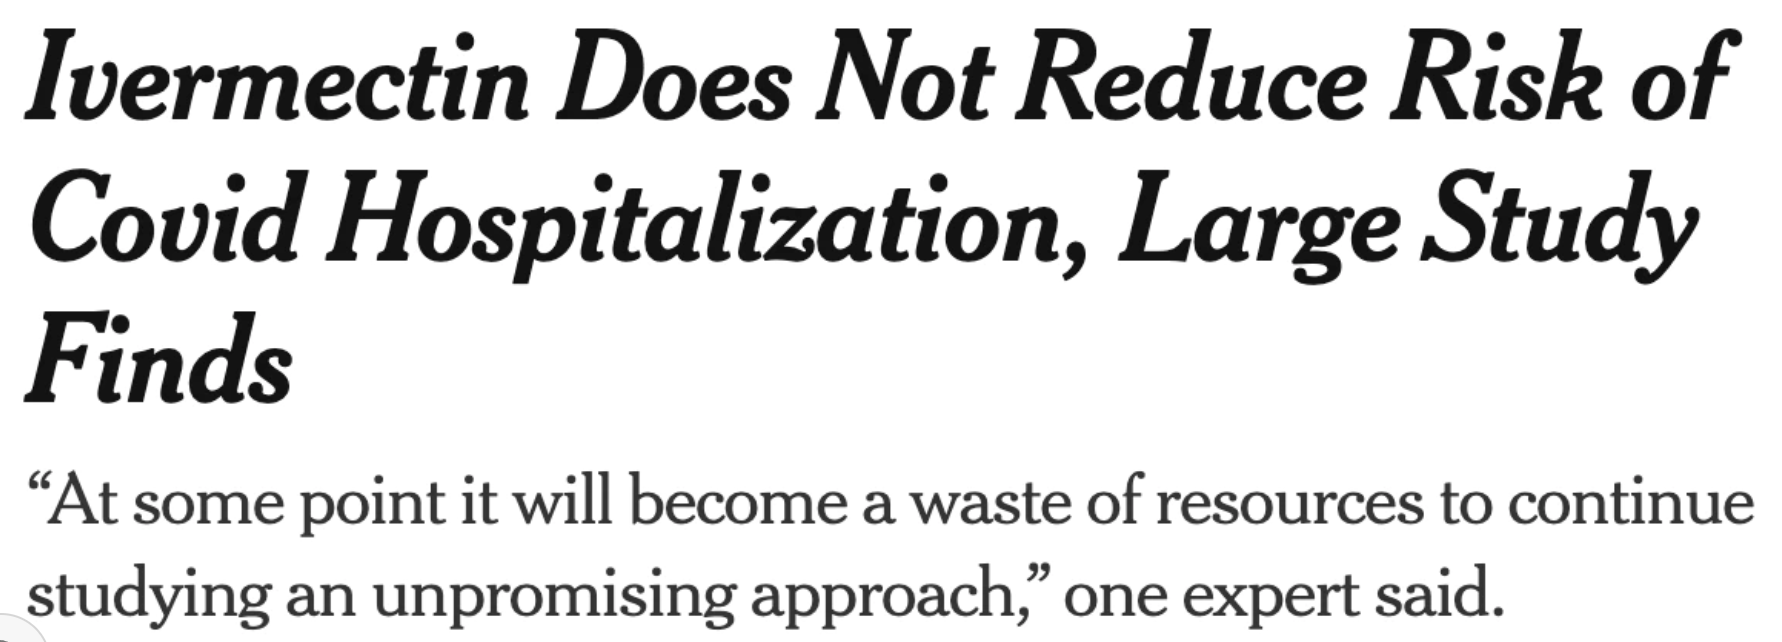 Ivermectin Does Not Reduce Risk of
Covid Hospitalization, Large Study
Finds
“At some point it will become a waste of resources to continue
studying an unpromising approach,” one expert said.